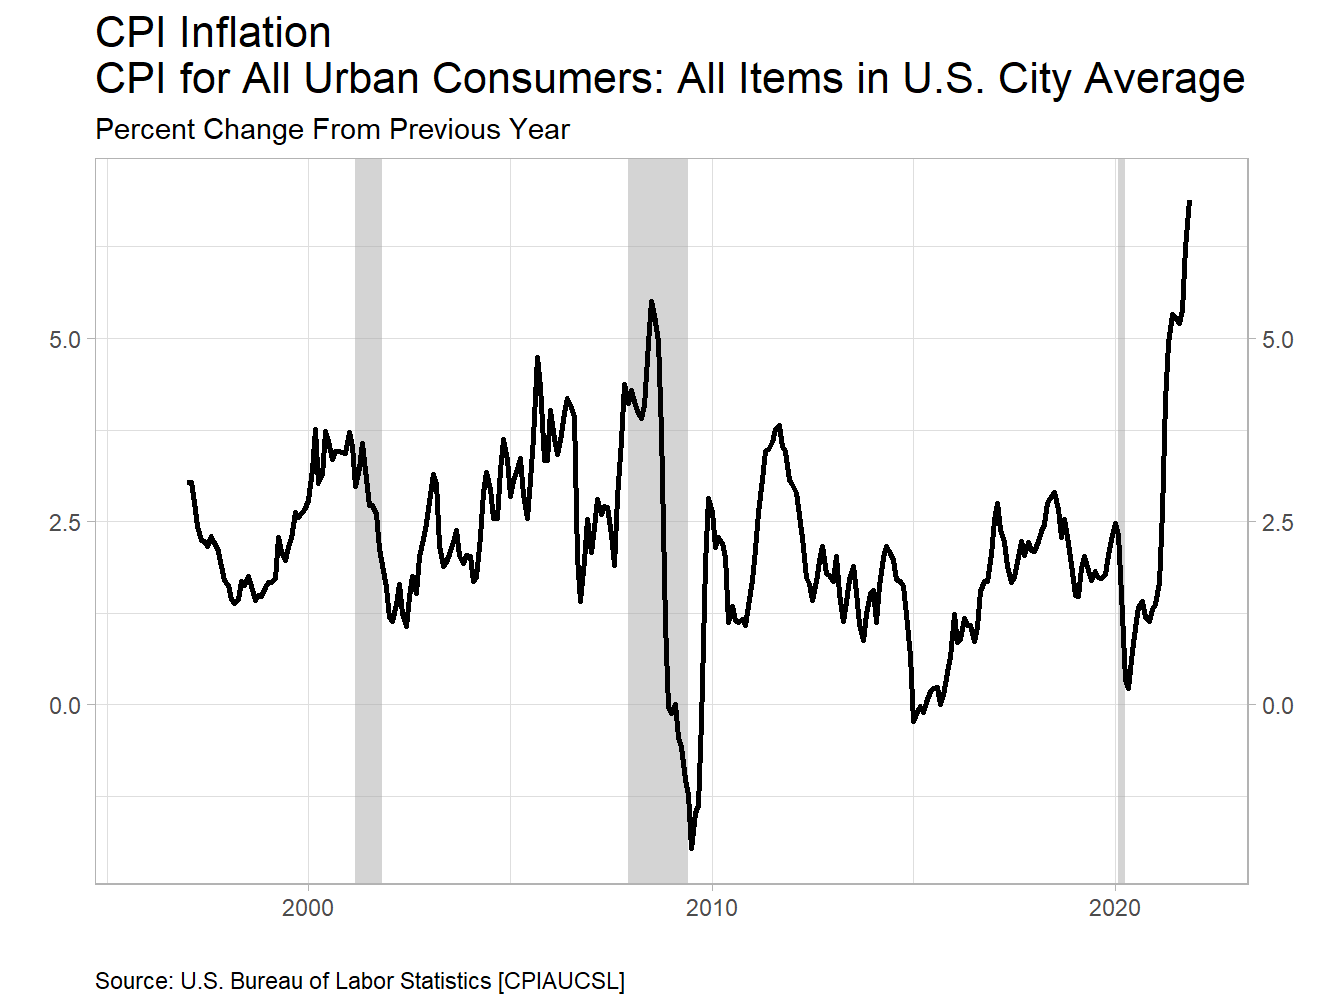 CPI Inflation
CPI for All Urban Consumers: All Items in U.S. City Average
Percent Change From Previous Year
5.0
5.0
2.5
2.5
0.0
0.0
2000
2010
2020
Source: U.S. Bureau of Labor Statistics [CPIAUCSL]